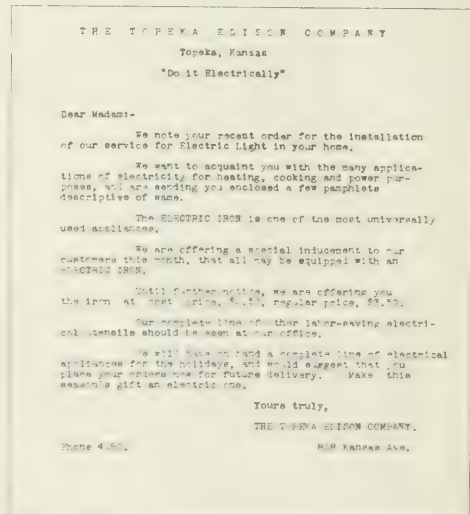 THE TOPEKA EDISON COMPANY
Topeka, Kansas
"Do it Electrically"
Dear Madam:-
We note your recent order for the installation
of our service for Electric Light in your home.
We want to acquaint you with the many applica-
tions of electricity for heating, cooking and power pur-
poses, and are sending you enclosed a few pamphlets
descriptive of same.
The ELECTRIC IRON is one of the most universally
used appliances.
We are offering a special inducement to our
customers this month, that all may be equipped with an
ELECTRIC IRON.
Until further notice, we are offering you
the iron at cost price, regular price, $3.50.
Our complete line of other labor-saving electri-
cal utensils should be seen at our office.
We will have on hand a complete line of electrical
appliances for the holidays, and would suggest that you
place your orders now for future delivery. Make this
season's gift an electric one.
Yours truly,
THE TOPEKA EDISON COMPANY.
Phone
Kansas Ave.